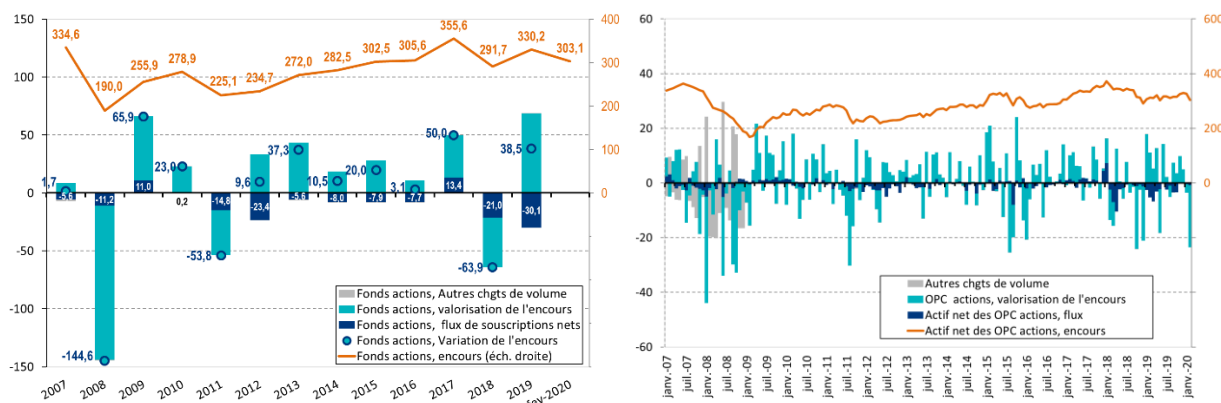 150
400
334,6
190,0
255,9
278,9
225,1
234,7
272,0
282,5
302,5
305,6
355,6
291,7
330,2
303,1
100
300
50
200
0
100
-50
0
-100
-150
1,7
-144,6
65,9
23,0
-53,8
9,6
37,3
10,5
20,0
3,1
50,0
-63,9
38,5
-5,6
-11,2
11,0
0,2
-14,8
-23,4
-5,6
-8,0
-7,9
-7,7
13,4
-21,0
-30,1
Fonds actions, Autres chgts de volume
Fonds actions, valorisation de l'encours
Fonds actions, flux de souscriptions nets
Fonds actions, Variation de l'encours
Fonds actions, encours (éch. droite)
2007
2008
2009
2010
2011
2012
2013
2014
2015
2016
2017
2018
2019
60
600
40
400
20
200
0
0
-20
-40
-60
Autres chgts de volume
OPC actions, valorisation de l'encours
Actif net des OPC actions, flux
Actif net des OPC actions, encours
janv.-07
juil.-07
janv.-08
juil.-08
janv.-09
juil.-09
janv.-10
juil.-10
janv.-11
juil.-11
janv.-12
juil.-12
janv.-13
juil.-13
janv.-14
juil.-14
janv.-15
juil.-15
janv.-16
juil.-16
janv.-17
juil.-17
janv.-18
juil.-18
janv.-19
juil.-19
janv.-20